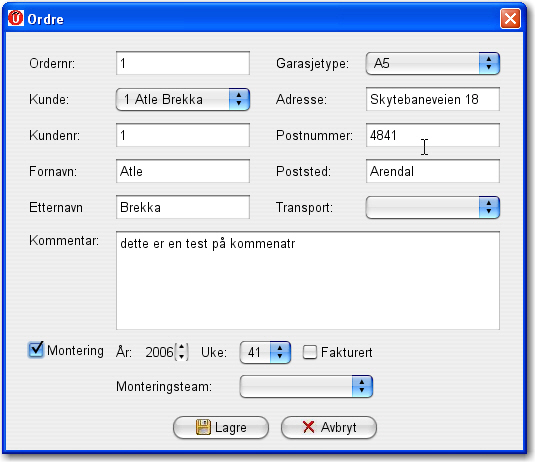 Ordre
Ordernr: 1 Garasjetype: A5
Kunde: 1 Atle Brekka Adresse: Skytebaneveien 18
Kundenr: 1 Postnummer: 4841
Fornavn: Atle Poststed: Arendal
Etternavn Brekka Transport:
Kommentar: dette er en test på kommenatr
Montering År: 2006 Uke: 41 Fakturert
Monteringsteam:
Lagre Avbryt